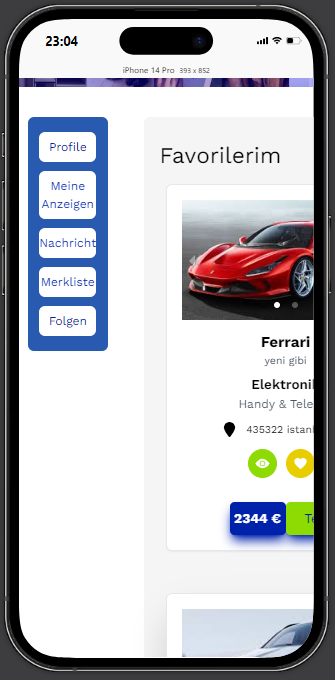 23:04
iPhone 14 Pro 393 x 852
Profile
Meine
Anzeigen
Nachricht
Merkliste
Folgen
Favorilerim
Ferrari
yeni gibi
Elektroni
Handy & Tele
435322 istan
2344 €
Te